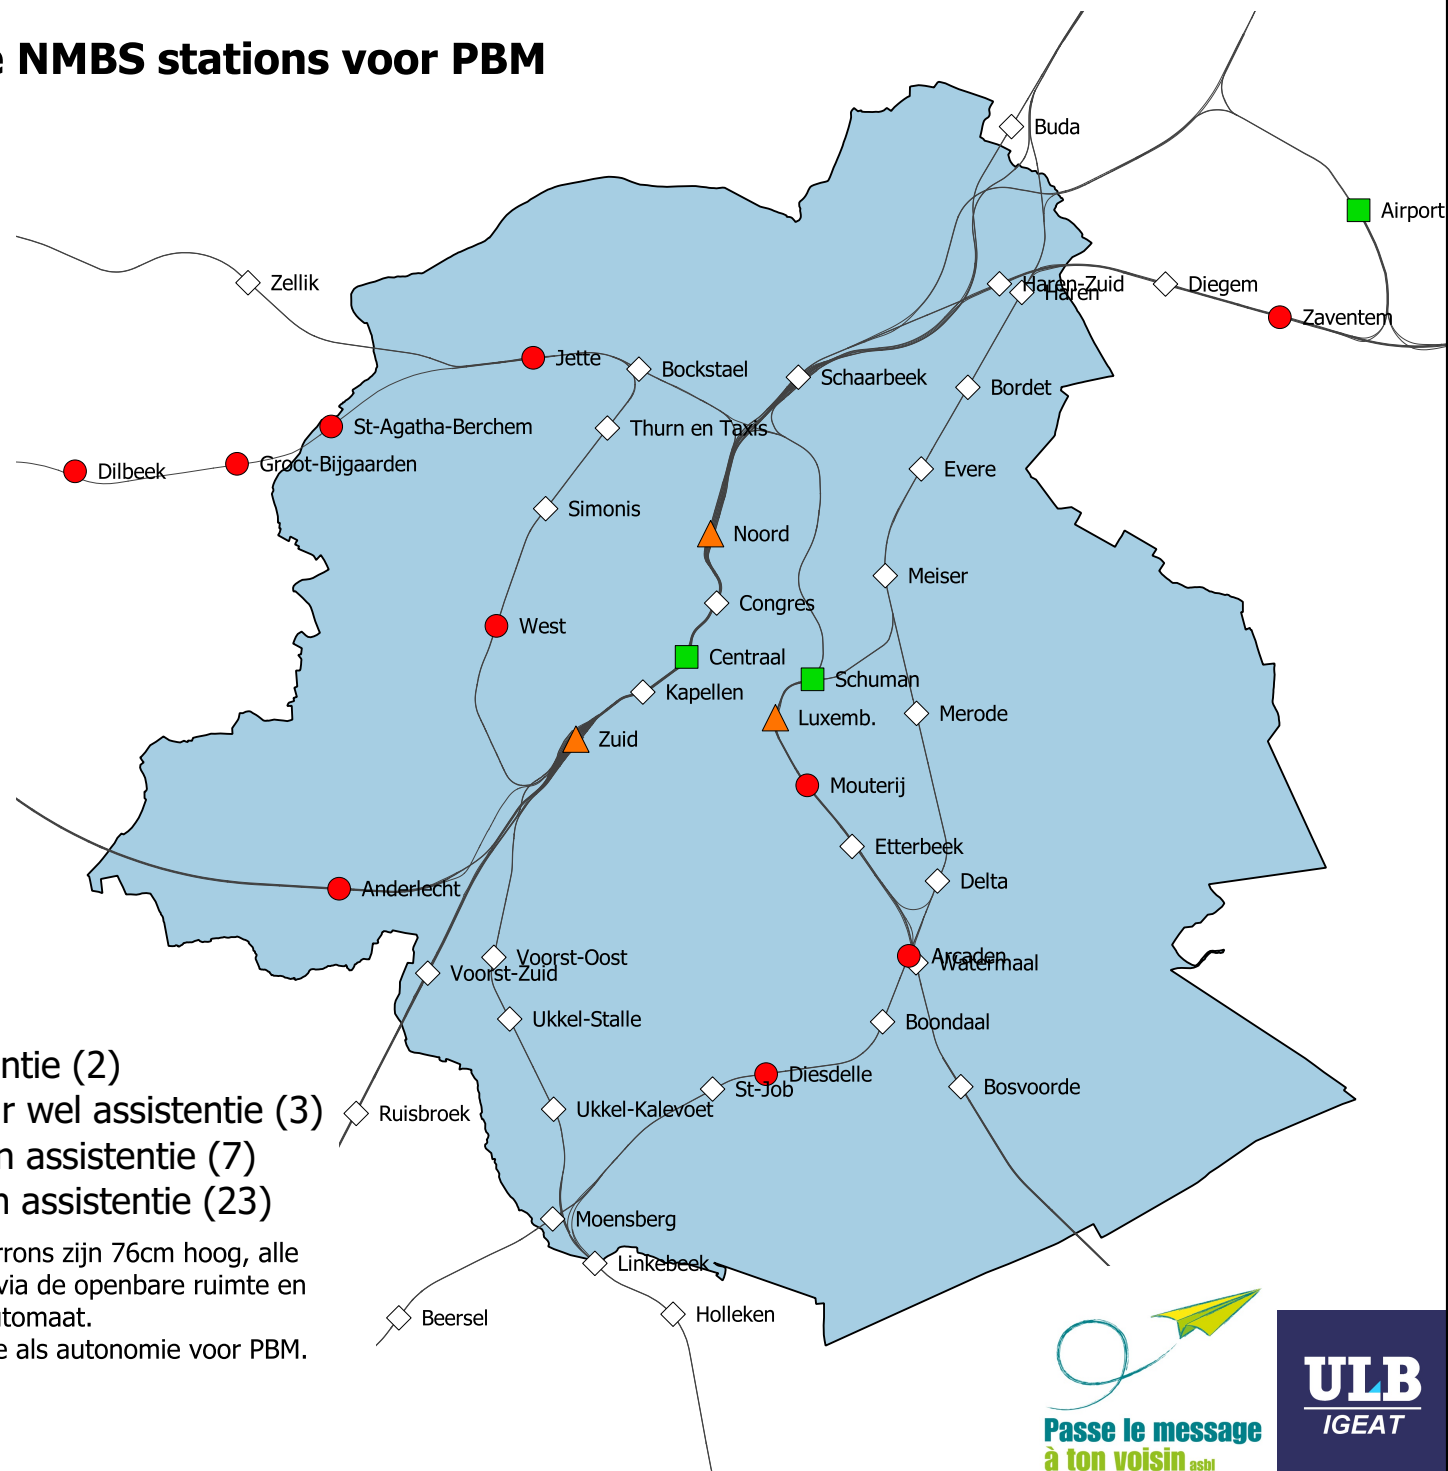 e NMBS stations voor PBM
Buda
Airport
Zellik
Haren-Zuid
Haren
Diegem
Zaventem
Jette
Bockstael
Schaarbeek
Bordet
St-Agatha-Berchem
Thurn en Taxis
Dilbeek
Groot-Bijgaarden
Evere
Simonis
Noord
Meiser
Congres
West
Centraal
Schuman
Kapellen
Luxemb.
Merode
Zuid
Mouterij
Etterbeek
Delta
Anderlecht
Voorst-Oost
Arcaden
Watermaal
Voorst-Zuid
Ukkel-Stalle
Boondaal
Diesdelle
St-Job
Bosvoorde
Ukkel-Kalevoet
Ruisbroek
Moensberg
Linkebeek
Holleken
Beersel
ntie (2)
r wel assistentie (3)
n assistentie (7)
n assistentie (23)
rrons zijn 76cm hoog, alle
via de openbare ruimte en
utomaat.
e als autonomie voor PBM.
Passe le message
à ton voisin asbl
ULB
IGEAT